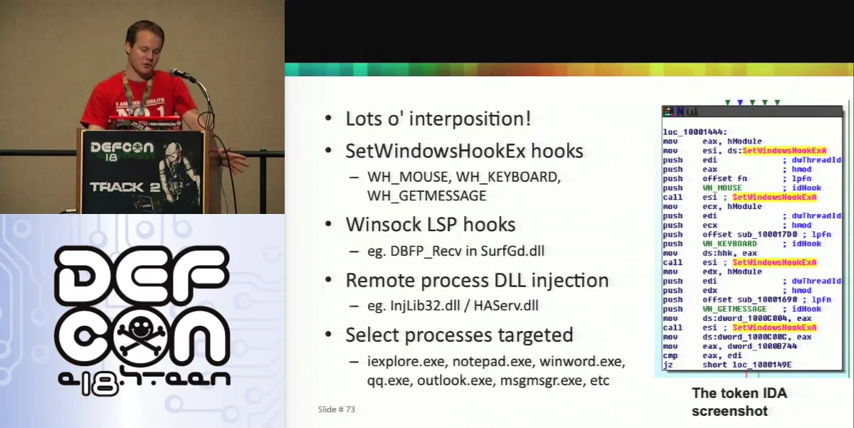 I AM THE WORLD'S
NO.1
DEFCON
18
TRACK 2
DEF
CON
e18hteen
• Lots o' interposition!
• SetWindowsHookEx hooks
– WH_MOUSE, WH_KEYBOARD,
WH_GETMESSAGE
• Winsock LSP hooks
– eg. DBFP_Recv in SurfGd.dll
• Remote process DLL injection
– eg. InjLib32.dll / HAServ.dll
• Select processes targeted
– iexplore.exe, notepad.exe, winword.exe,
qq.exe, outlook.exe, msgmsgr.exe, etc
Slide # 73
loc_10001444:
mov eax, hModule
mov esi, ds:SetWindowsHookExA
push edi ; dwThreadId
push eax ; hmod
push offset fn ; lpfn
push WH_MOUSE ; idHook
call esi ; SetWindowsHookExA
mov ecx, hModule
push edi ; dwThreadId
push ecx ; hmod
push offset sub_100017D0 ; lpfn
push WH_KEYBOARD ; idHook
mov ds:hhk, eax
call esi ; SetWindowsHookExA
mov edx, hModule
push edi ; dwThreadId
push edx ; hmod
push offset sub_10001690 ; lpfn
push WH_GETMESSAGE ; idHook
mov ds:dword_1000C004, eax
call esi ; SetWindowsHookExA
mov ds:dword_1000C00C, eax
mov eax, dword_1000B744
cmp eax, edi
jz short loc_1000149E
The token IDA
screenshot